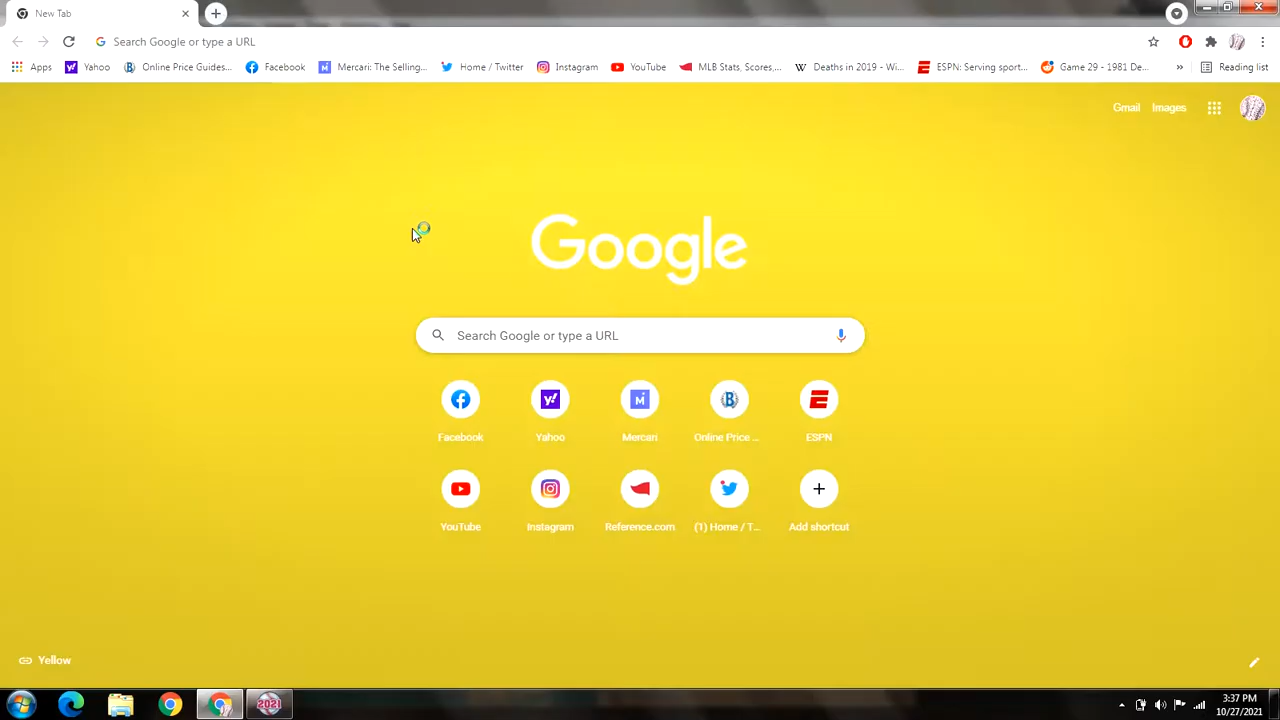 New Tab
Search Google or type a URL
Apps Yahoo Online Price Guides... Facebook Mercari: The Selling... Home / Twitter Instagram YouTube MLB Stats, Scores,... Deaths in 2019 - Wi... ESPN: Serving sport... Game 29 - 1981 De... » Reading list
Gmail Images
Google
Search Google or type a URL
Facebook Yahoo Mercari Online Price ... ESPN
YouTube Instagram Reference.com (1) Home / T... Add shortcut
Yellow
2021
3:37 PM
10/27/2021